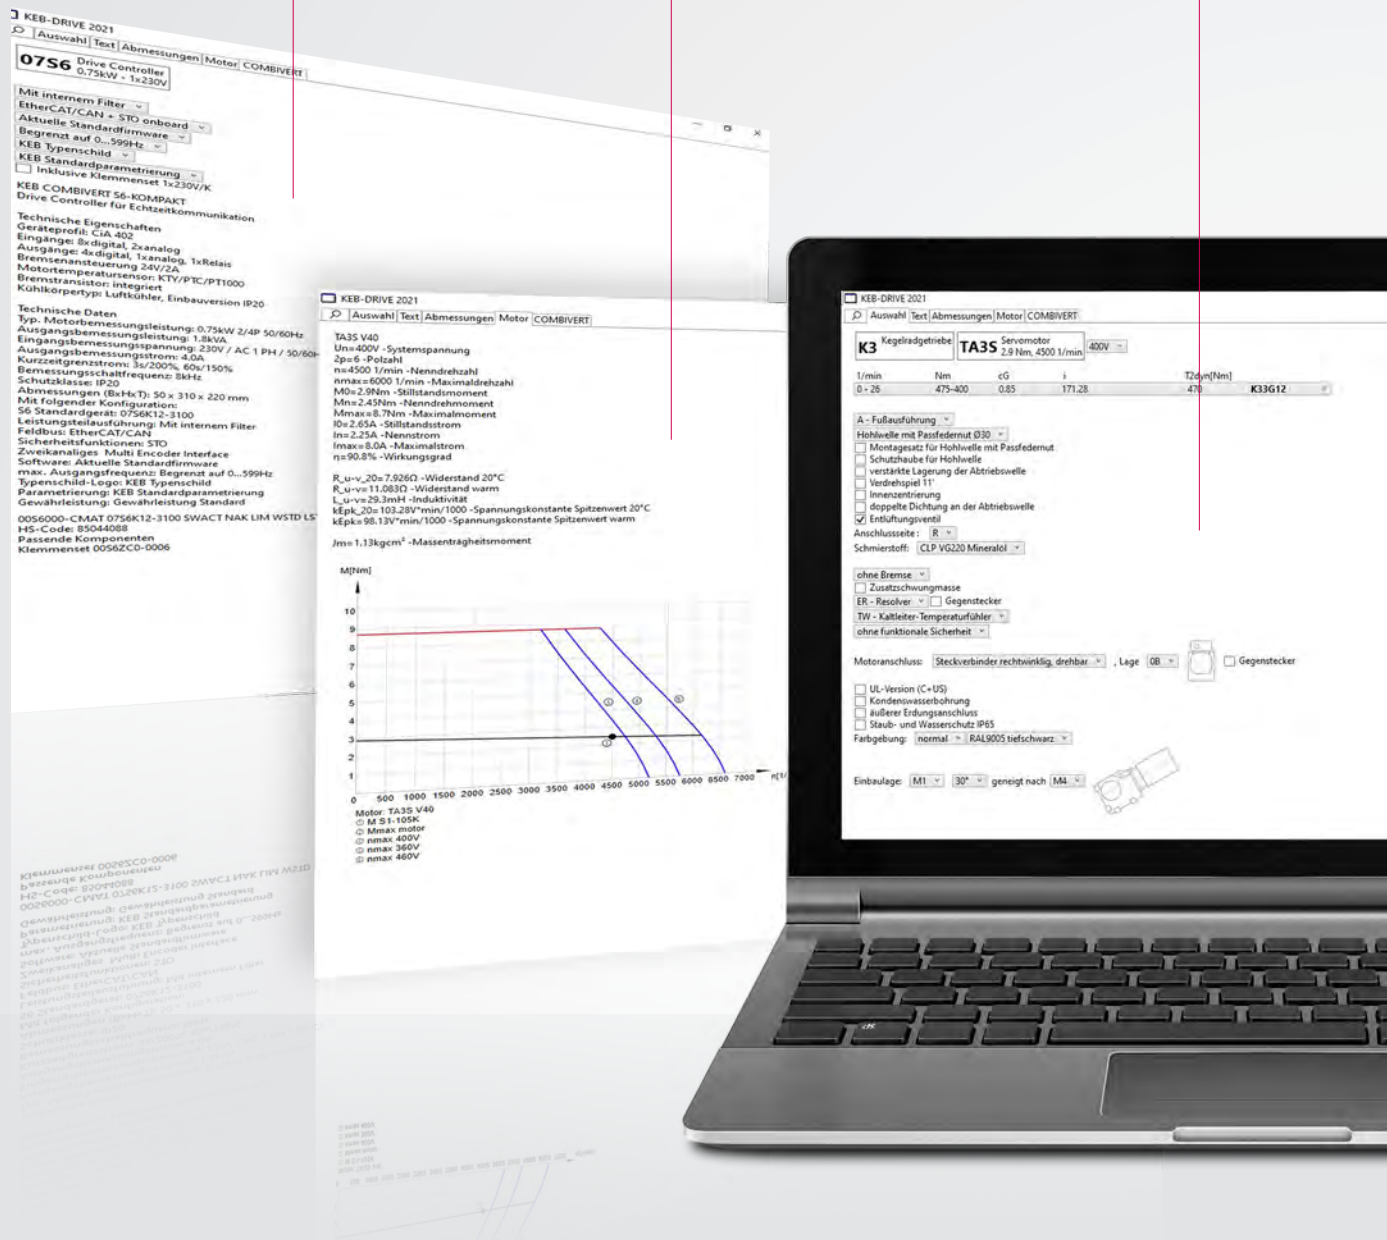 KEB-DRIVE 2021
Auswahl Text Abmessungen Motor COMBIVERT
07S6 Drive Controller
0.75kW - 1x230V
Mit internem Filter
EtherCAT/CAN + STO onboard
Aktuelle Standardfirmware
Begrenzt auf 0...599Hz
KEB Typenschild
KEB Standardparametrierung
Inklusive Klemmenset 1x230V/K
KEB COMBIVERT S6-KOMPAKT
Drive Controller für Echtzeitkommunikation
Technische Eigenschaften
Geräteprofil: CiA 402
Eingänge: 8xdigital, 2xanalog
Ausgänge: 4xdigital, 1xanalog, 1xRelais
Bremsenansteuerung 24V/2A
Motortemperatursensor: KTY/PTC/PT1000
Bremstransistor: integriert
Kühlkörpertyp: Luftkühler, Einbauversion IP20
Technische Daten
Typ. Motorbemessungsleistung: 0.75kW 2/4P 50/60Hz
Ausgangsbemessungsleistung: 1.8kVA
Eingangsbemessungsspannung: 230V / AC 1 PH / 50/60H
Ausgangsbemessungsstrom: 4.0A
Kurzzeitgrenzstrom: 3s/200%, 60s/150%
Bemessungsschaltfrequenz: 8kHz
Schutzklasse: IP20
Abmessungen (BxHxT): 50 x 310 x 220 mm
Mit folgender Konfiguration:
S6 Standardgerät: 07S6K12-3100
Leistungsteilausführung: Mit internem Filter
Feldbus: EtherCAT/CAN
Sicherheitsfunktionen: STO
Zweikanaliges Multi Encoder Interface
Software: Aktuelle Standardfirmware
max. Ausgangsfrequenz: Begrenzt auf 0...599Hz
Typenschild-Logo: KEB Typenschild
Parametrierung: KEB Standardparametrierung
Gewährleistung: Gewährleistung Standard
00S6000-CMAT 07S6K12-3100 SWACT NAK LIM WSTD LST
HS-Code: 85044088
Passende Komponenten
Klemmenset 00S6ZC0-0006
KEB-DRIVE 2021
Auswahl Text Abmessungen Motor COMBIVERT
TA3S V40
Un=400V -Systemspannung
2p=6 -Polzahl
n=4500 1/min -Nenndrehzahl
nmax=6000 1/min -Maximaldrehzahl
M0=2.9Nm -Stillstandsmoment
Mn=2.45Nm -Nenndrehmoment
Mmax=8.7Nm -Maximalmoment
I0=2.65A -Stillstandsstrom
In=2.25A -Nennstrom
Imax=8.0A -Maximalstrom
η=90.8% -Wirkungsgrad
R_u-v_20=7.926Ω -Widerstand 20°C
R_u-v=11.083Ω -Widerstand warm
L_u-v=29.3mH -Induktivität
kEpk_20=103.28V*min/1000 -Spannungskonstante Spitzenwert 20°C
kEpk=98.13V*min/1000 -Spannungskonstante Spitzenwert warm
Jm=1.13kgcm² -Massenträgheitsmoment
M[Nm]
10
9
8
7
6
5
4
3
2
1
0 500 1000 1500 2000 2500 3000 3500 4000 4500 5000 5500 6000 6500 7000 n[1/
Motor: TA3S V40
M S1-105K
Mmax motor
nmax 400V
nmax 360V
nmax 460V
KEB-DRIVE 2021
Auswahl Text Abmessungen Motor COMBIVERT
K3 Kegelradgetriebe TA3S Servomotor 400V
2.9 Nm, 4500 1/min
1/min Nm cG i T2dyn[Nm]
0 - 26 475-400 0.85 171.28 470 K33G12
A - Fußausführung
Hohlwelle mit Passfedernut Ø30
Montagesatz für Hohlwelle mit Passfedernut
Schutzhaube für Hohlwelle
verstärkte Lagerung der Abtriebswelle
Verdrehspiel 11'
Innenzentrierung
doppelte Dichtung an der Abtriebswelle
Entlüftungsventil
Anschlussseite: R
Schmierstoff: CLP VG220 Mineralöl
ohne Bremse
Zusatzschwungmasse
ER - Resolver Gegenstecker
TW - Kaltleiter-Temperaturfühler
ohne funktionale Sicherheit
Motoranschluss: Steckverbinder rechtwinklig, drehbar , Lage 0B Gegenstecker
UL-Version (C+US)
Kondenswasserbohrung
äußerer Erdungsanschluss
Staub- und Wasserschutz IP65
Farbgebung: normal RAL9005 tiefschwarz
Einbaulage: M1 30° geneigt nach M4